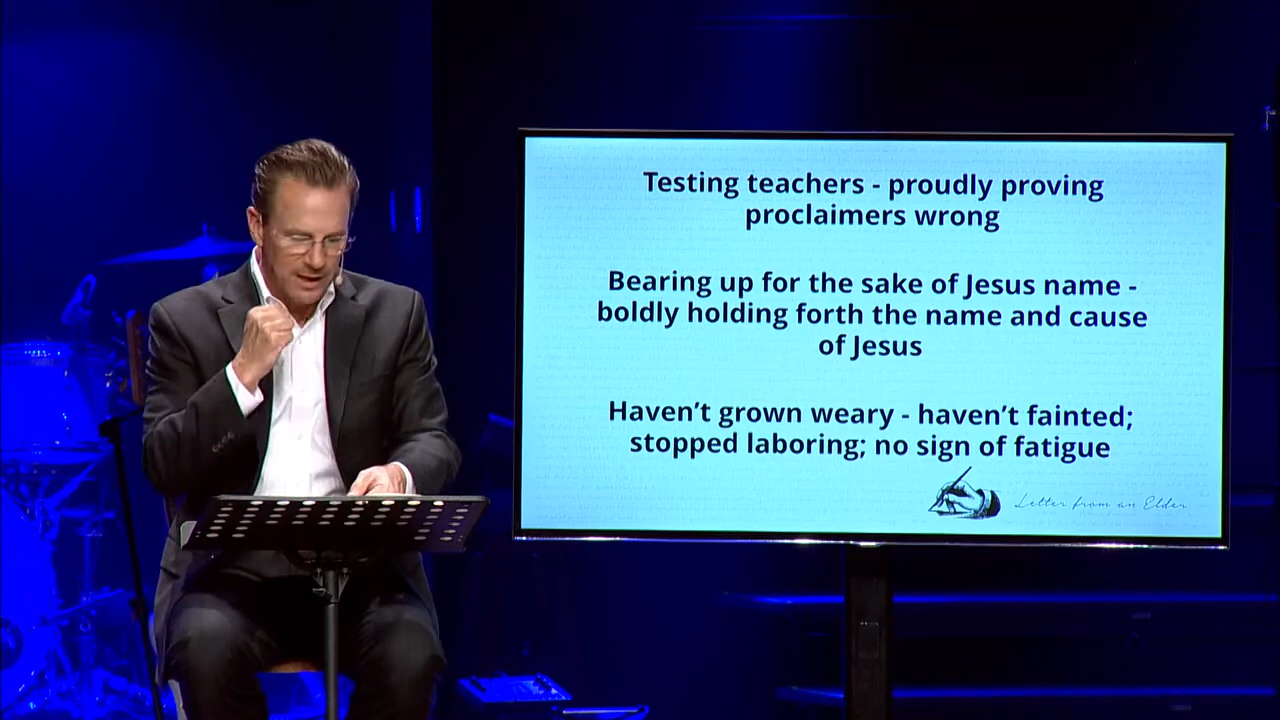 Testing teachers - proudly proving
proclaimers wrong
Bearing up for the sake of Jesus name -
boldly holding forth the name and cause
of Jesus
Haven’t grown weary - haven’t fainted;
stopped laboring; no sign of fatigue
Letter from an Elder